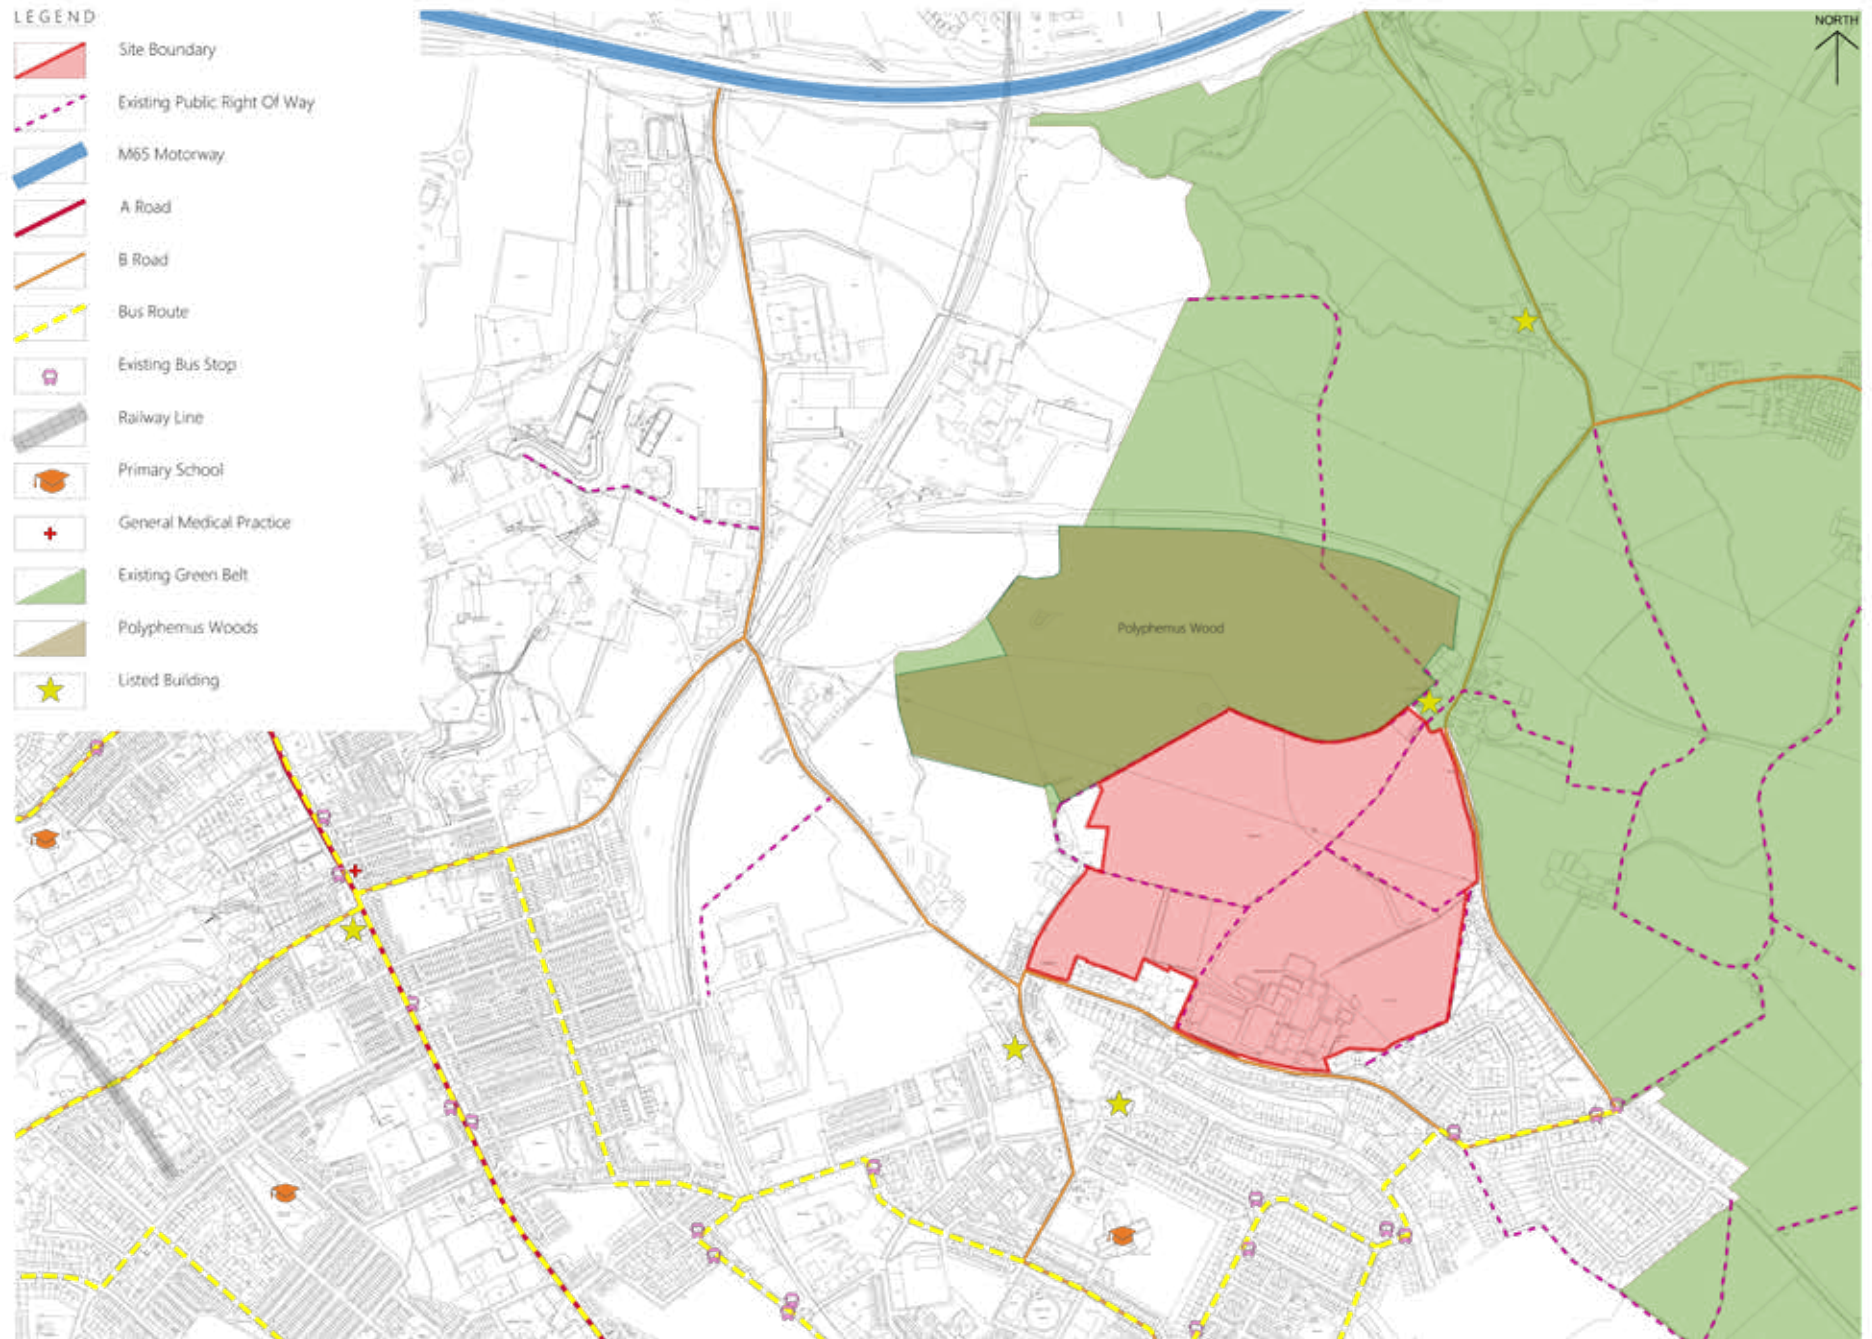 LEGEND
Site Boundary
Existing Public Right Of Way
M65 Motorway
A Road
B Road
Bus Route
Existing Bus Stop
Railway Line
Primary School
General Medical Practice
Existing Green Belt
Polyphemus Woods
Listed Building
NORTH
Polyphemus Wood